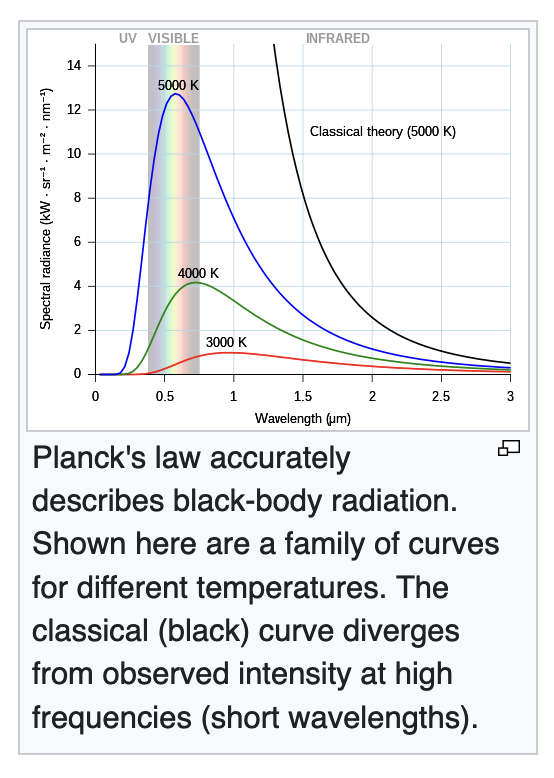 UV VISIBLE INFRARED
14
5000 K
12
Classical theory (5000 K)
10
8
6
4000 K
4
3000 K
2
0
Spectral radiance (kW · sr⁻¹ · m⁻² · nm⁻¹)
0 0.5 1 1.5 2 2.5 3
Wavelength (μm)
Planck's law accurately
describes black-body radiation.
Shown here are a family of curves
for different temperatures. The
classical (black) curve diverges
from observed intensity at high
frequencies (short wavelengths).